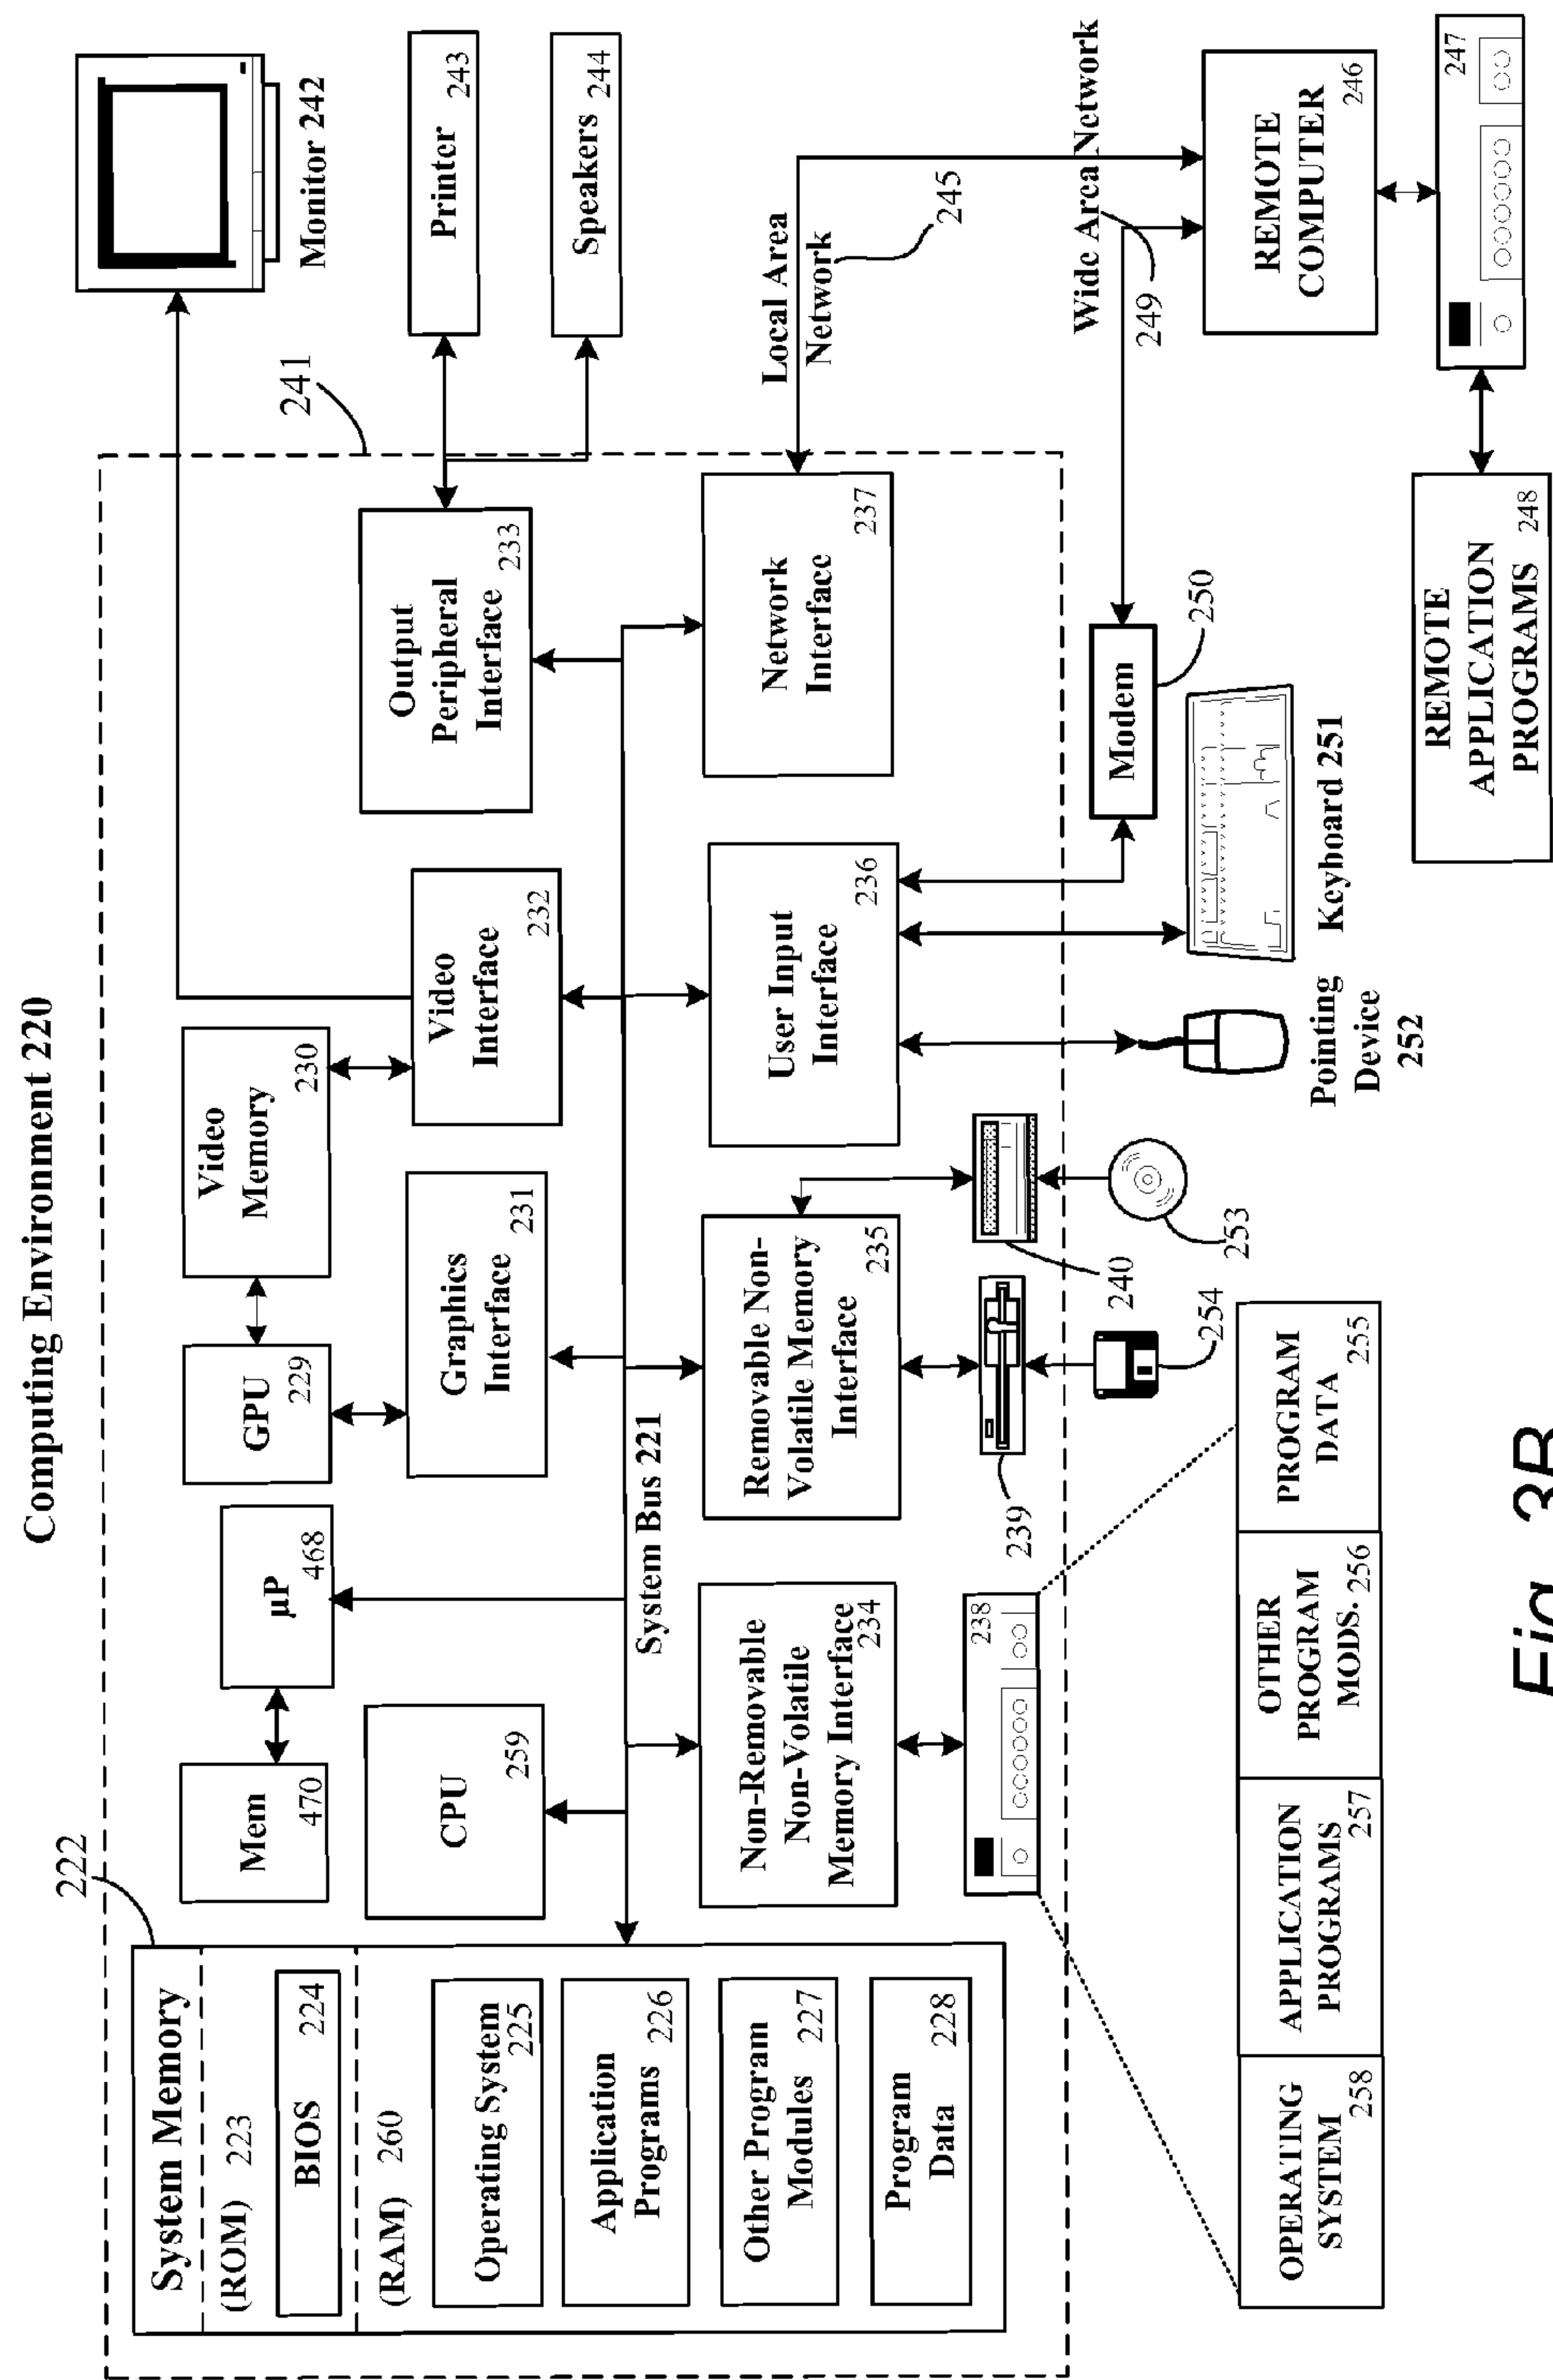 Computing Environment 220
222
System Memory
(ROM) 223
BIOS 224
(RAM) 260
Operating System
225
Application
Programs 226
Other Program
Modules 227
Program
Data 228
Mem
470
µP
468
CPU
259
GPU
229
Video
Memory
230
Graphics
Interface
231
Video
Interface
232
241
Output
Peripheral
Interface 233
Monitor 242
Printer
243
Speakers
244
System Bus 221
Non-Removable
Non-Volatile
Memory Interface
234
Removable Non-
Volatile Memory
Interface
235
User Input
Interface
236
Network
Interface
237
Local Area
Network
245
238
239
240
253
254
Modem
250
Wide Area Network
249
REMOTE
COMPUTER
246
247
REMOTE
APPLICATION
PROGRAMS 248
Keyboard 251
Pointing
Device
252
OPERATING
SYSTEM
258
APPLICATION
PROGRAMS
257
OTHER
PROGRAM
MODS. 256
PROGRAM
DATA
255
Fig. 3B